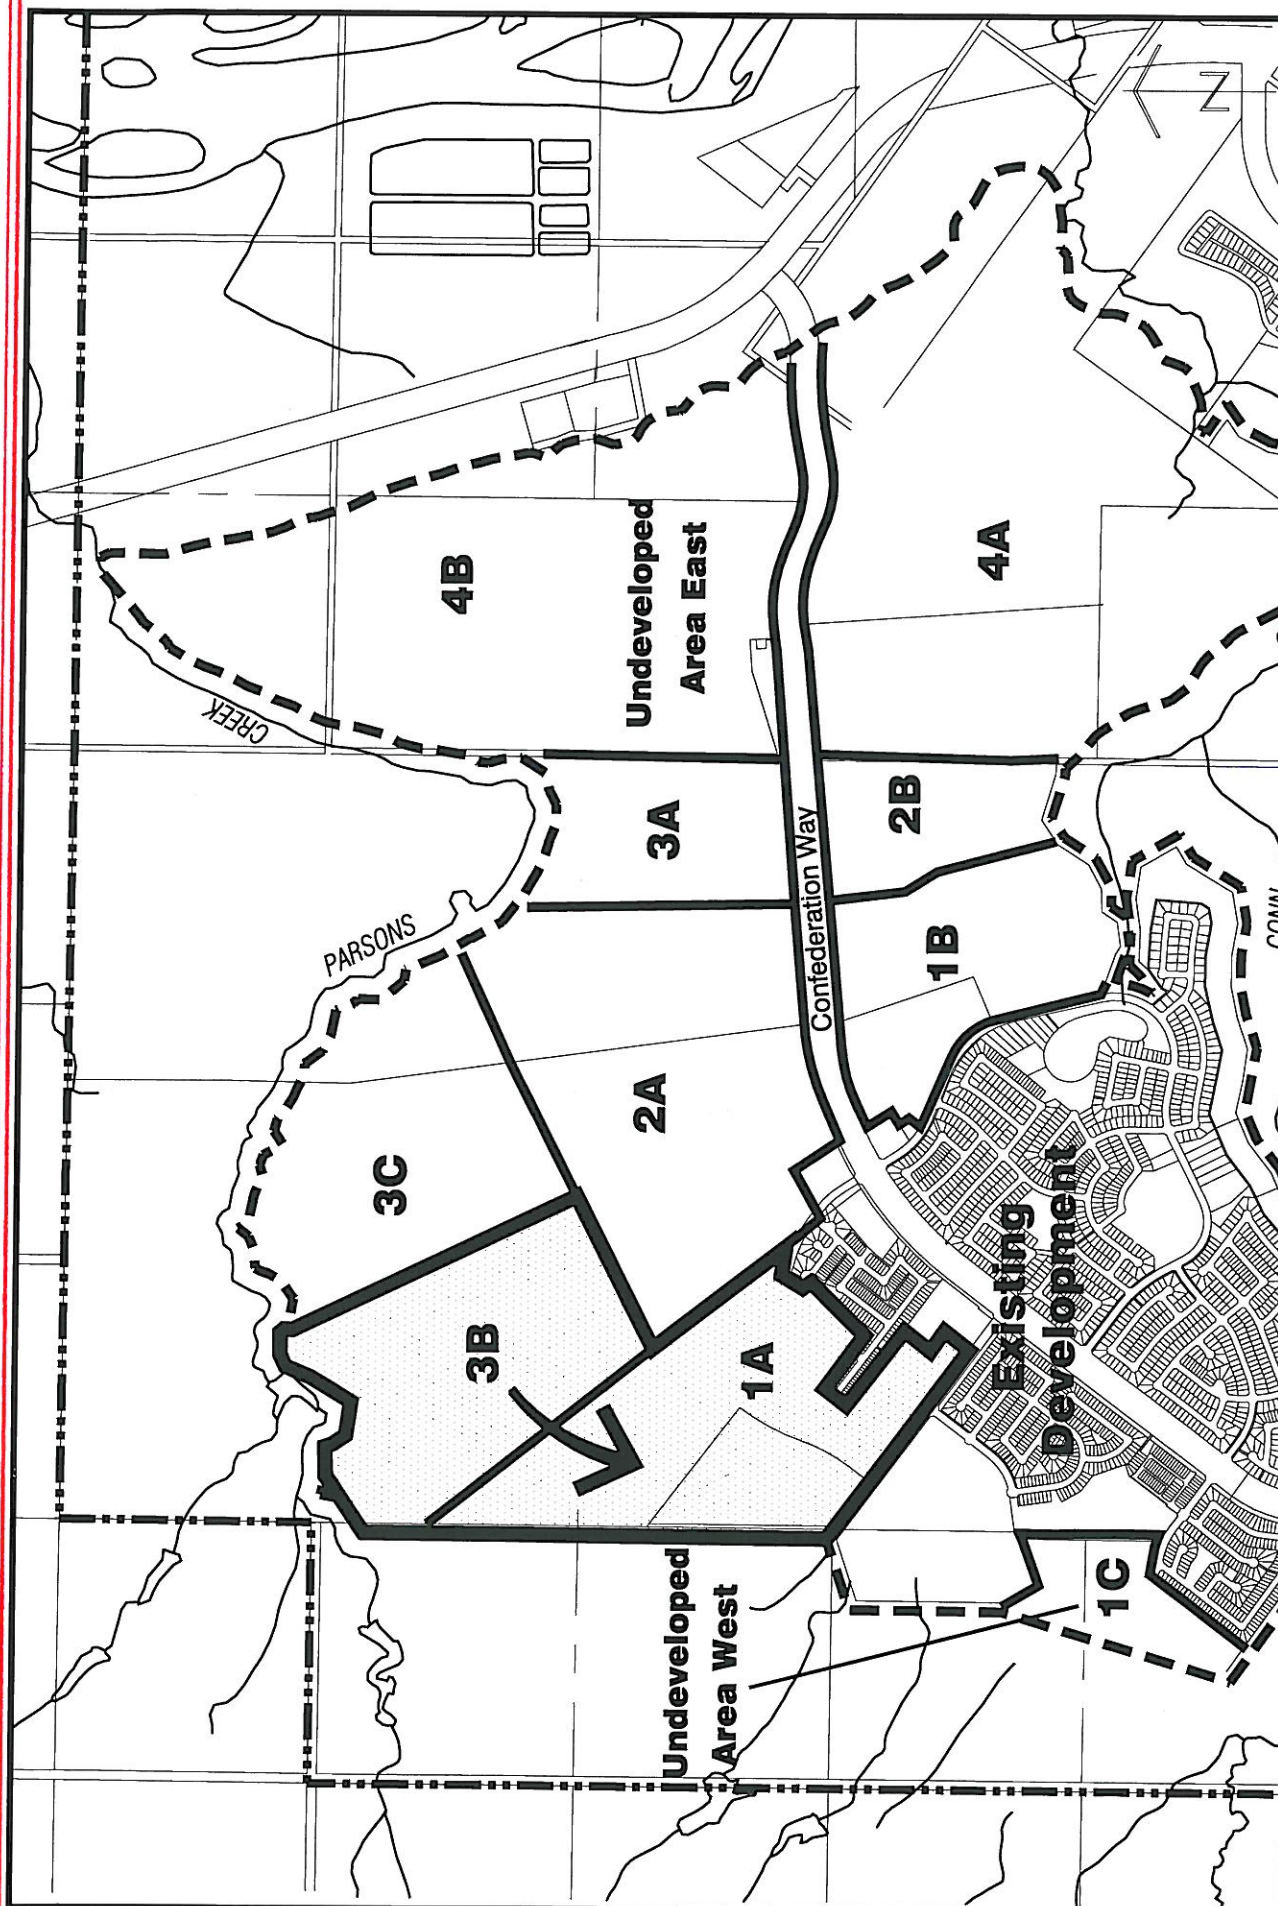 N
4B
Undeveloped
Area East
4A
CREEK
3A
2B
Confederation Way
PARSONS
1B
2A
3C
3B
1A
Existing
Development
Undeveloped
Area West
1C